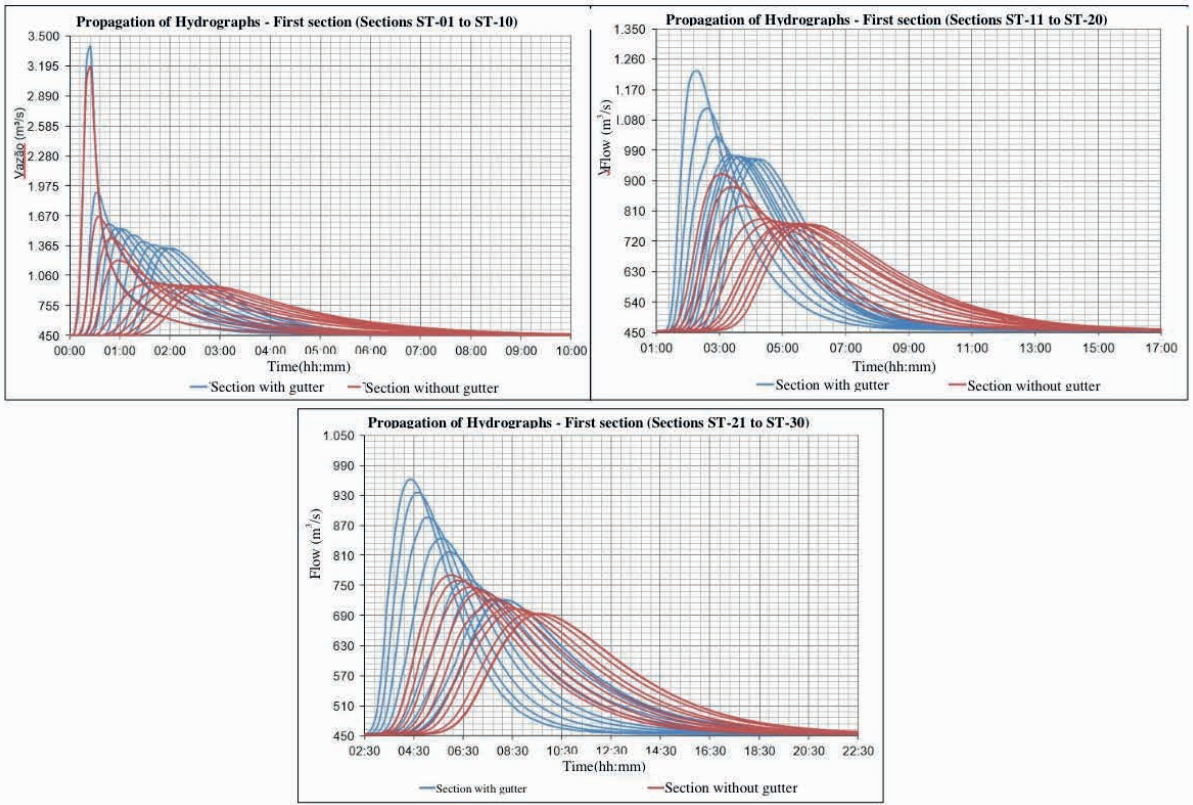 Propagation of Hydrographs - First section (Sections ST-01 to ST-10)
3.500
3.195
2.890
2.585
2.280
1.975
1.670
1.365
1.060
755
450
Vazão (m³/s)
00:00 01:00 02:00 03:00 04:00 05:00 06:00 07:00 08:00 09:00 10:00
Time(hh:mm)
Section with gutter Section without gutter
Propagation of Hydrographs - First section (Sections ST-11 to ST-20)
1.350
1.260
1.170
1.080
990
900
810
720
630
540
450
Flow (m³/s)
01:00 03:00 05:00 07:00 09:00 11:00 13:00 15:00 17:00
Time(hh:mm)
Section with gutter Section without gutter
Propagation of Hydrographs - First section (Sections ST-21 to ST-30)
1.050
990
930
870
810
750
690
630
570
510
450
Flow (m³/s)
02:30 04:30 06:30 08:30 10:30 12:30 14:30 16:30 18:30 20:30 22:30
Time(hh:mm)
Section with gutter Section without gutter